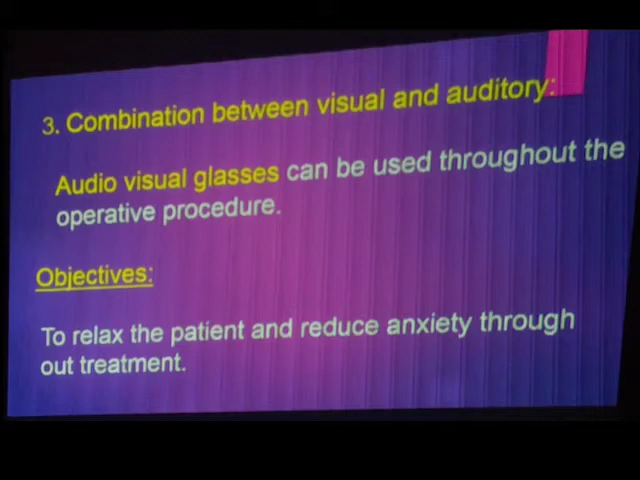 3. Combination between visual and auditory:
Audio visual glasses can be used throughout the
operative procedure.
Objectives:
To relax the patient and reduce anxiety through
out treatment.